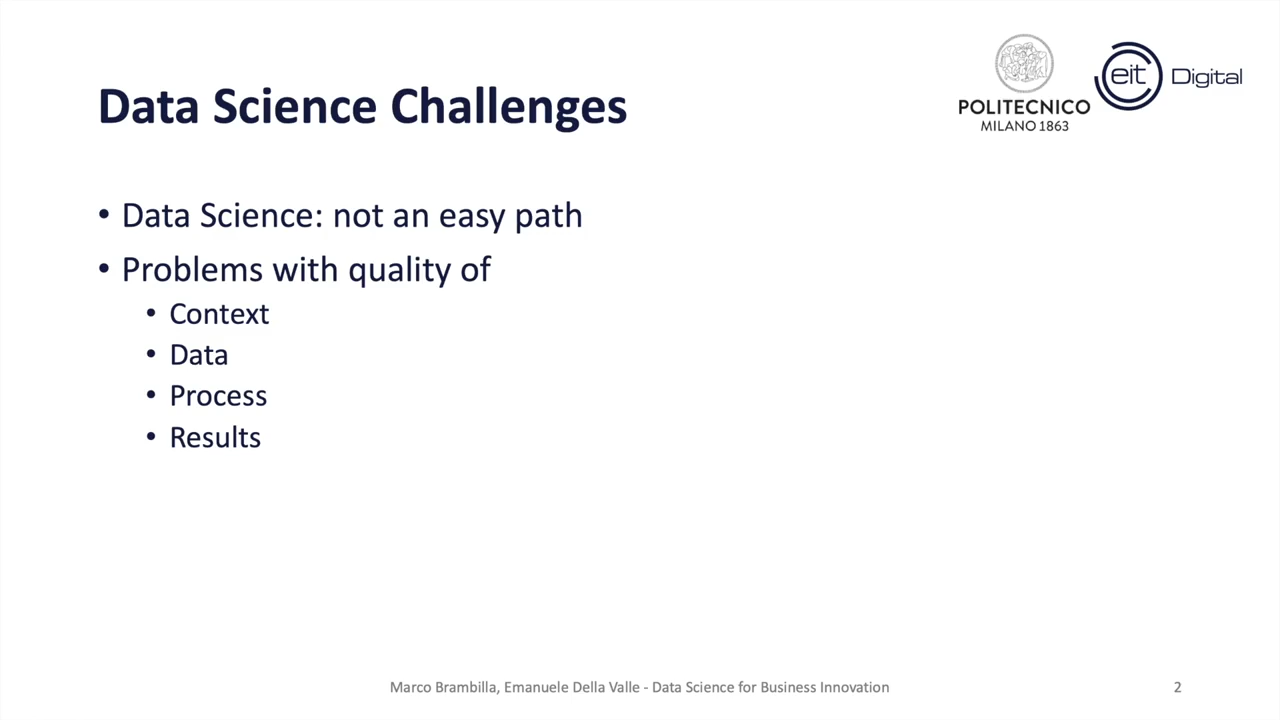 Data Science Challenges
POLITECNICO
MILANO 1863
eit Digital
• Data Science: not an easy path
• Problems with quality of
• Context
• Data
• Process
• Results
Marco Brambilla, Emanuele Della Valle - Data Science for Business Innovation
2